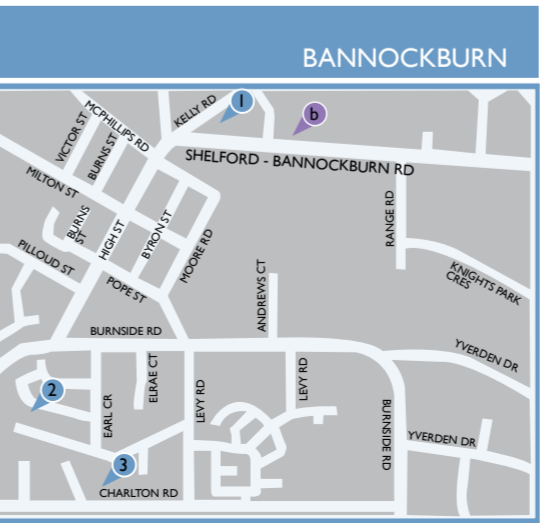 BANNOCKBURN
KELLY RD
1
b
MCPHILLIPS RD
VICTOR ST
BURNS ST
SHELFORD - BANNOCKBURN RD
MILTON ST
BURNS
ST
HIGH ST
BYRON ST
MOORE RD
RANGE RD
PILLOUD ST
POPE ST
ANDREWS CT
KNIGHTS PARK
CRES
BURNSIDE RD
YVERDEN DR
ELRAE CT
2
EARL CR
LEVY RD
LEVY RD
BURNSIDE RD
YVERDEN DR
3
CHARLTON RD